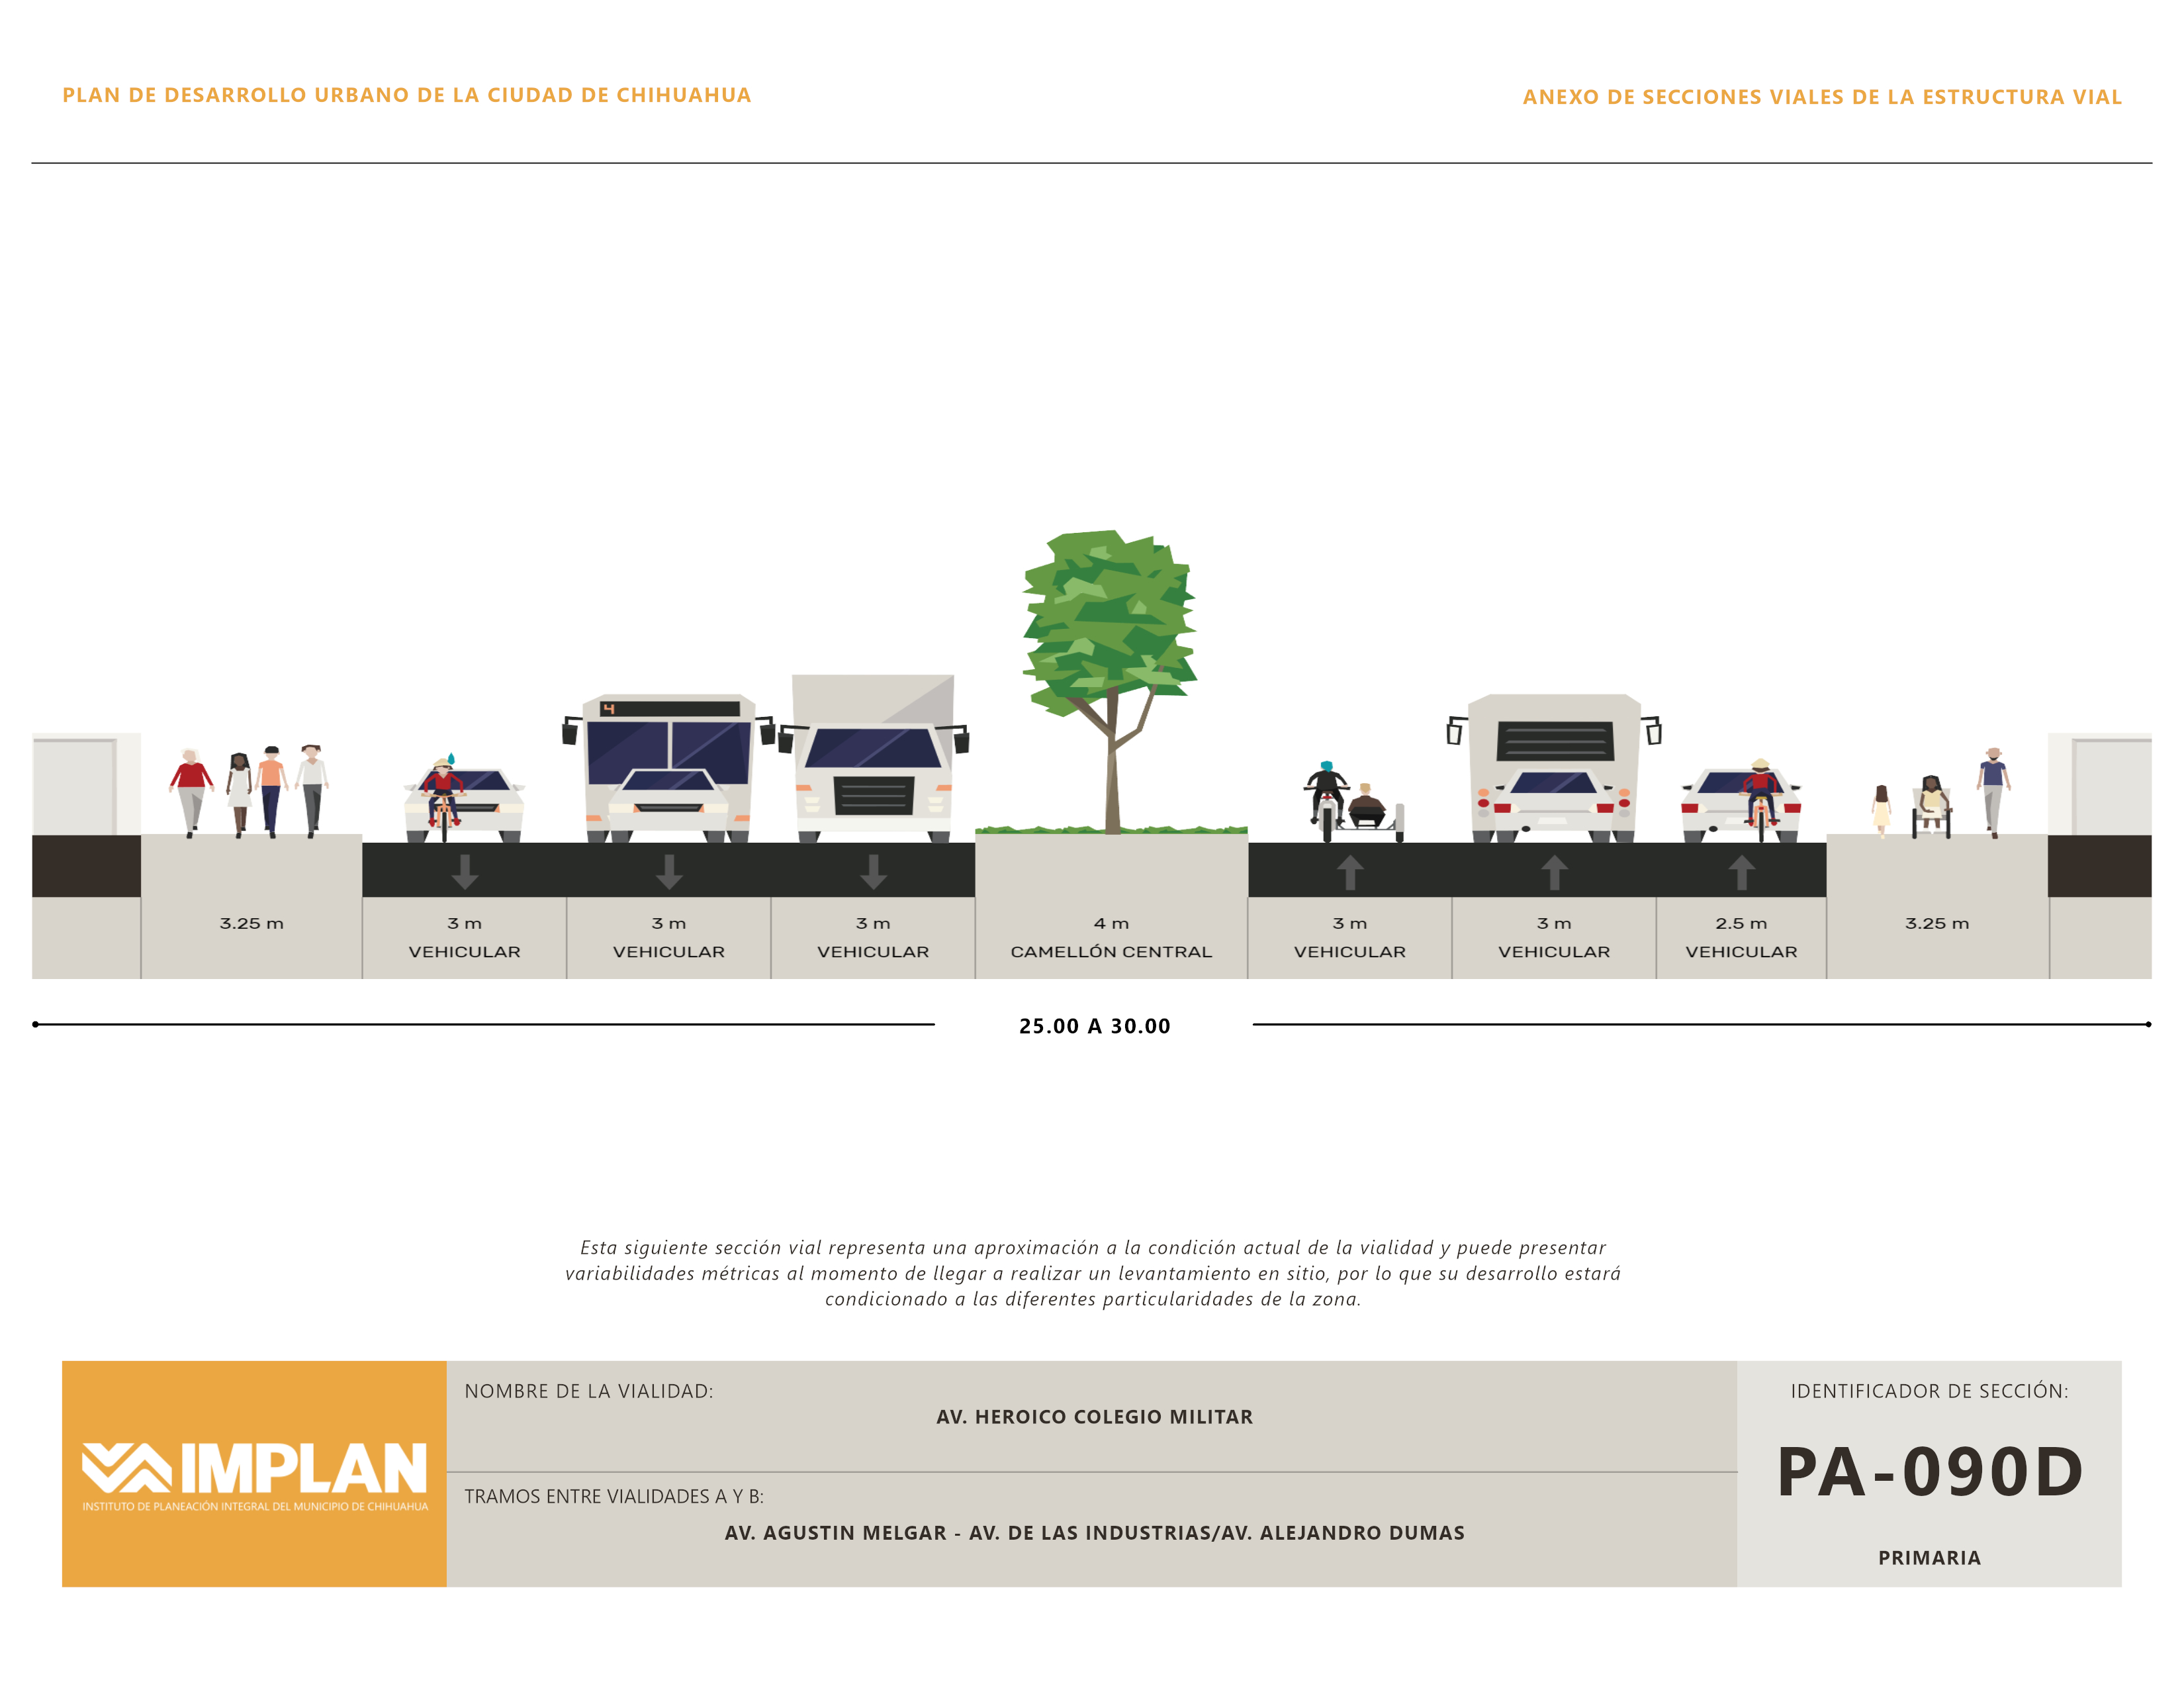 PLAN DE DESARROLLO URBANO DE LA CIUDAD DE CHIHUAHUA
ANEXO DE SECCIONES VIALES DE LA ESTRUCTURA VIAL
4
3.25 m
3 m
VEHICULAR
3 m
VEHICULAR
3 m
VEHICULAR
4 m
CAMELLÓN CENTRAL
3 m
VEHICULAR
3 m
VEHICULAR
2.5 m
VEHICULAR
3.25 m
25.00 A 30.00
Esta siguiente sección vial representa una aproximación a la condición actual de la vialidad y puede presentar
variabilidades métricas al momento de llegar a realizar un levantamiento en sitio, por lo que su desarrollo estará
condicionado a las diferentes particularidades de la zona.
IMPLAN
INSTITUTO DE PLANEACIÓN INTEGRAL DEL MUNICIPIO DE CHIHUAHUA
NOMBRE DE LA VIALIDAD:
AV. HEROICO COLEGIO MILITAR
TRAMOS ENTRE VIALIDADES A Y B:
AV. AGUSTIN MELGAR - AV. DE LAS INDUSTRIAS/AV. ALEJANDRO DUMAS
IDENTIFICADOR DE SECCIÓN:
PA-090D
PRIMARIA